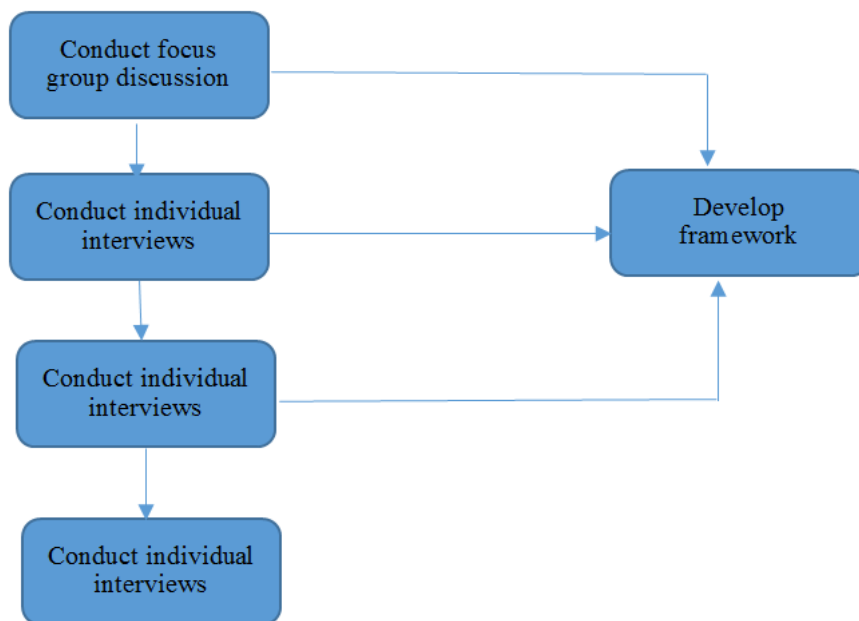 Conduct focus
group discussion
Conduct individual
interviews
Develop
framework
Conduct individual
interviews
Conduct individual
interviews